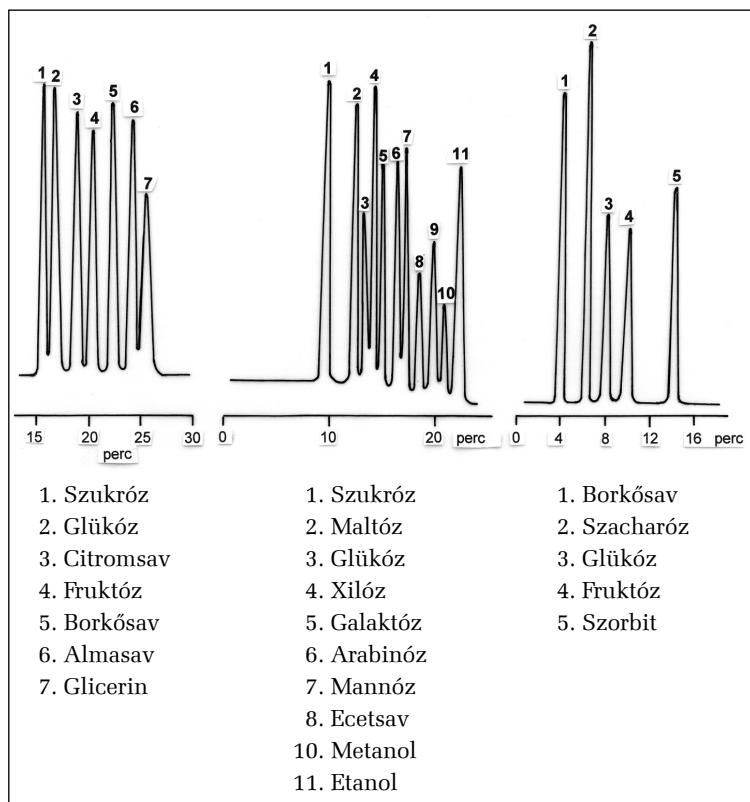 1 2 3 4 5 6 7
15 20 25 30
perc
1 2 3 4 5 6 7 8 9 10 11
0 10 20 perc
1 2 3 4 5
0 4 8 12 16 perc
1. Szukróz
2. Glükóz
3. Citromsav
4. Fruktóz
5. Borkősav
6. Almasav
7. Glicerin
1. Szukróz
2. Maltóz
3. Glükóz
4. Xilóz
5. Galaktóz
6. Arabinóz
7. Mannóz
8. Ecetsav
10. Metanol
11. Etanol
1. Borkősav
2. Szacharóz
3. Glükóz
4. Fruktóz
5. Szorbit